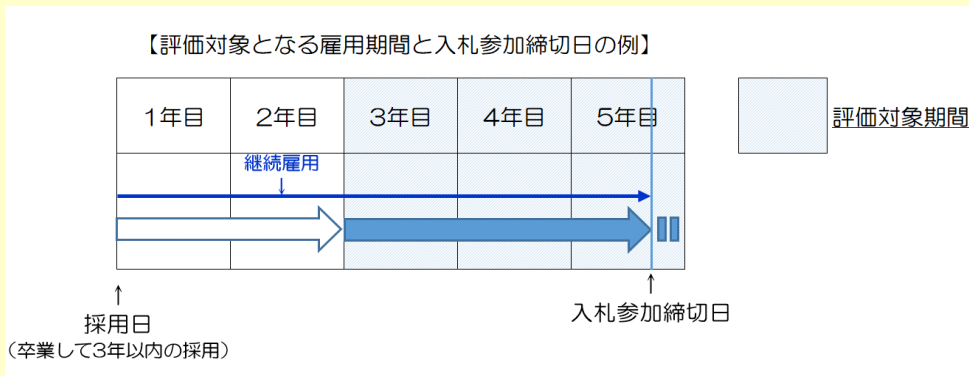 【評価対象となる雇用期間と入札参加締切日の例】
1年目 2年目 3年目 4年目 5年目
評価対象期間
継続雇用
↓
↑
採用日
（卒業して3年以内の採用）
↑
入札参加締切日